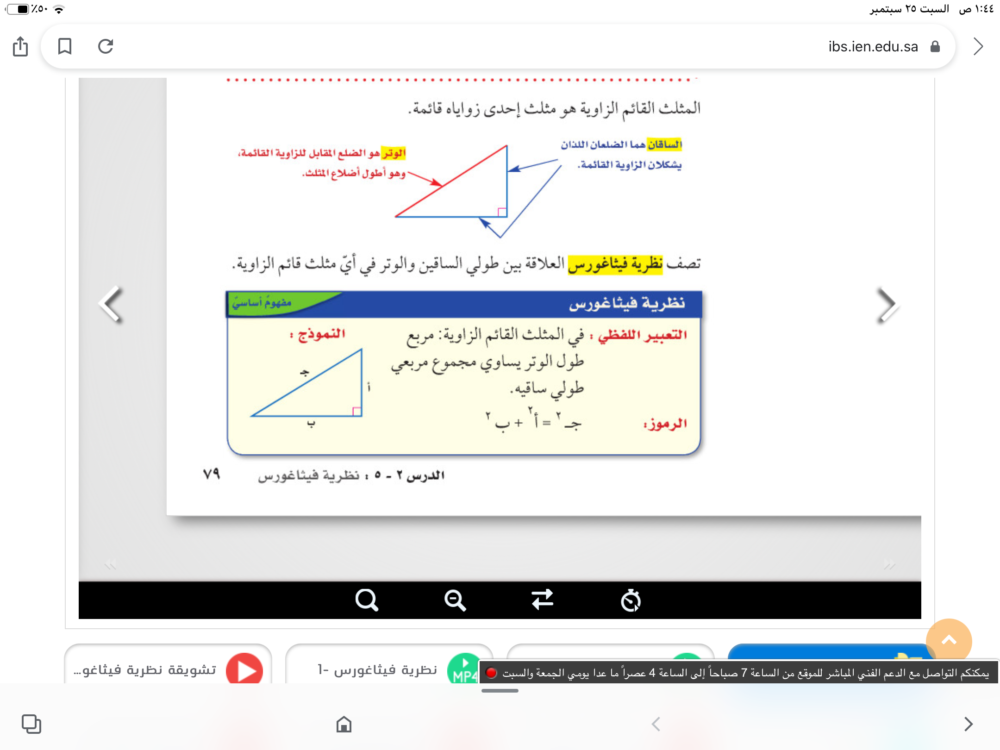 ١:٤٤ ص السبت ٢٥ سبتمبر
٪٥٠
ibs.ien.edu.sa
المثلث القائم الزاوية هو مثلث إحدى زواياه قائمة.
الساقان هما الضلعان اللذان
يشكلان الزاوية القائمة.
الوتر هو الضلع المقابل للزاوية القائمة،
وهو أطول أضلاع المثلث.
تصف نظرية فيثاغورس العلاقة بين طولي الساقين والوتر في أيّ مثلث قائم الزاوية.
نظرية فيثاغورس
مفهومٌ أساسيّ
التعبير اللفظي : في المثلث القائم الزاوية: مربع
طول الوتر يساوي مجموع مربعي
طولي ساقيه.
الرموز: جـ٢ = أ٢ + ب٢
النموذج :
جـ
أ
ب
الدرس ٢ - ٥ : نظرية فيثاغورس
٧٩
نظرية فيثاغورس -1
MP4
تشويقة نظرية فيثاغو...
يمكنكم التواصل مع الدعم الفني المباشر للموقع من الساعة 7 صباحاً إلى الساعة 4 عصراً ما عدا يومي الجمعة والسبت